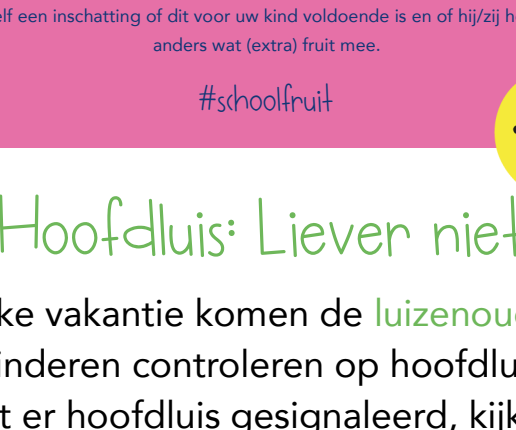 elf een inschatting of dit voor uw kind voldoende is en of hij/zij h
anders wat (extra) fruit mee.
#schoolfruit
Hoofdluis: Liever niet
ke vakantie komen de luizenou
inderen controleren op hoofdlu
t er hoofdluis gesignaleerd, kijk